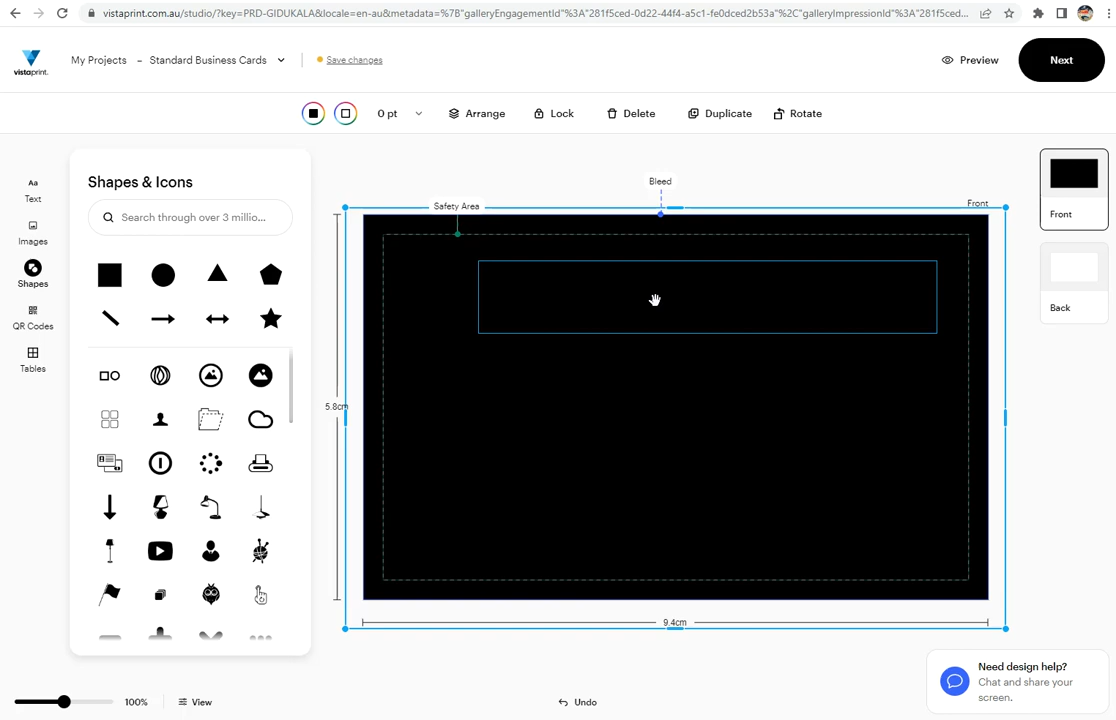 vistaprint.com.au/studio/?key=PRD-GIDUKALA&locale=en-au&metadata=%7B"galleryEngagementId"%3A"281f5ced-0d22-44f4-a5c1-fe0dced2b53a"%2C"galleryImpressionId"%3A"281f5ced...
vistaprint.
My Projects – Standard Business Cards
Save changes
Preview
Next
0 pt
Arrange
Lock
Delete
Duplicate
Rotate
Aa
Text
Images
Shapes
QR Codes
Tables
Shapes & Icons
Search through over 3 millio...
Bleed
Safety Area
Front
5.8cm
9.4cm
Front
Back
100%
View
Undo
Need design help?
Chat and share your
screen.